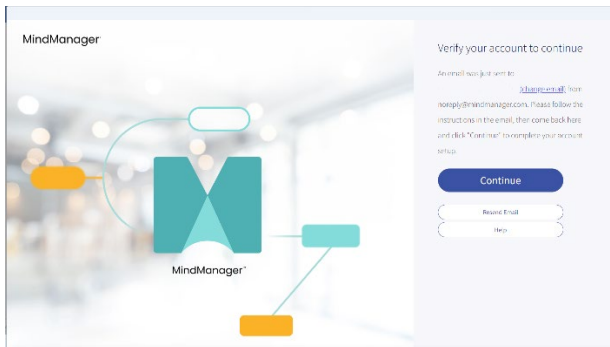 MindManager
Verify your account to continue
An email was just sent to
(change email) from
noreply@mindmanager.com. Please follow the
instructions in the email, then come back here
and click "Continue" to complete your account
setup.
Continue
Resend Email
Help
MindManager™